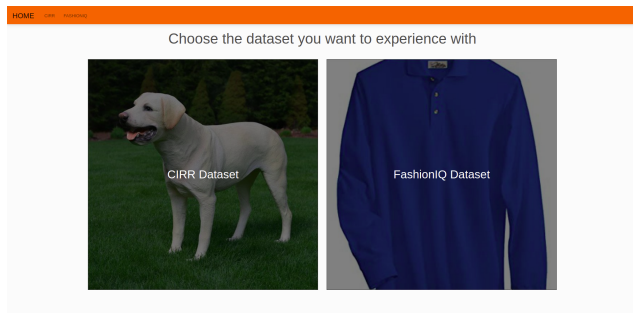 HOME CIRR FASHIONIQ
Choose the dataset you want to experience with
CIRR Dataset
FashionIQ Dataset